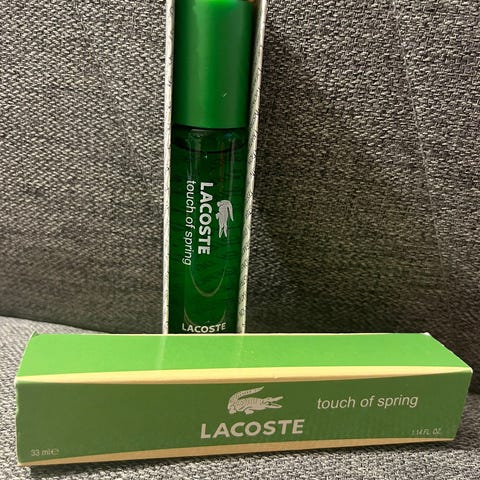 LACOSTE
touch of spring
LACOSTE
touch of spring
LACOSTE
33 ml e
1.14 FL. OZ.